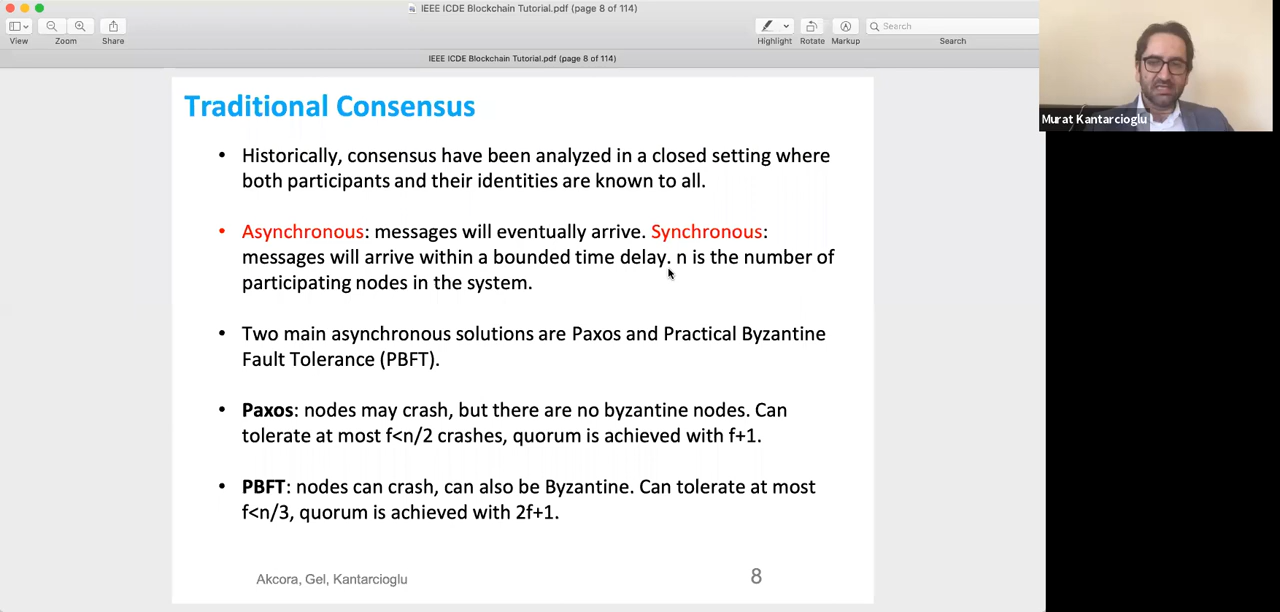 IEEE ICDE Blockchain Tutorial.pdf (page 8 of 114)
View
Zoom
Share
Highlight
Rotate
Markup
Search
Search
IEEE ICDE Blockchain Tutorial.pdf (page 8 of 114)
Murat Kantarcioglu
Traditional Consensus
• Historically, consensus have been analyzed in a closed setting where
both participants and their identities are known to all.
• Asynchronous: messages will eventually arrive. Synchronous:
messages will arrive within a bounded time delay. n is the number of
participating nodes in the system.
• Two main asynchronous solutions are Paxos and Practical Byzantine
Fault Tolerance (PBFT).
• Paxos: nodes may crash, but there are no byzantine nodes. Can
tolerate at most f<n/2 crashes, quorum is achieved with f+1.
• PBFT: nodes can crash, can also be Byzantine. Can tolerate at most
f<n/3, quorum is achieved with 2f+1.
Akcora, Gel, Kantarcioglu
8